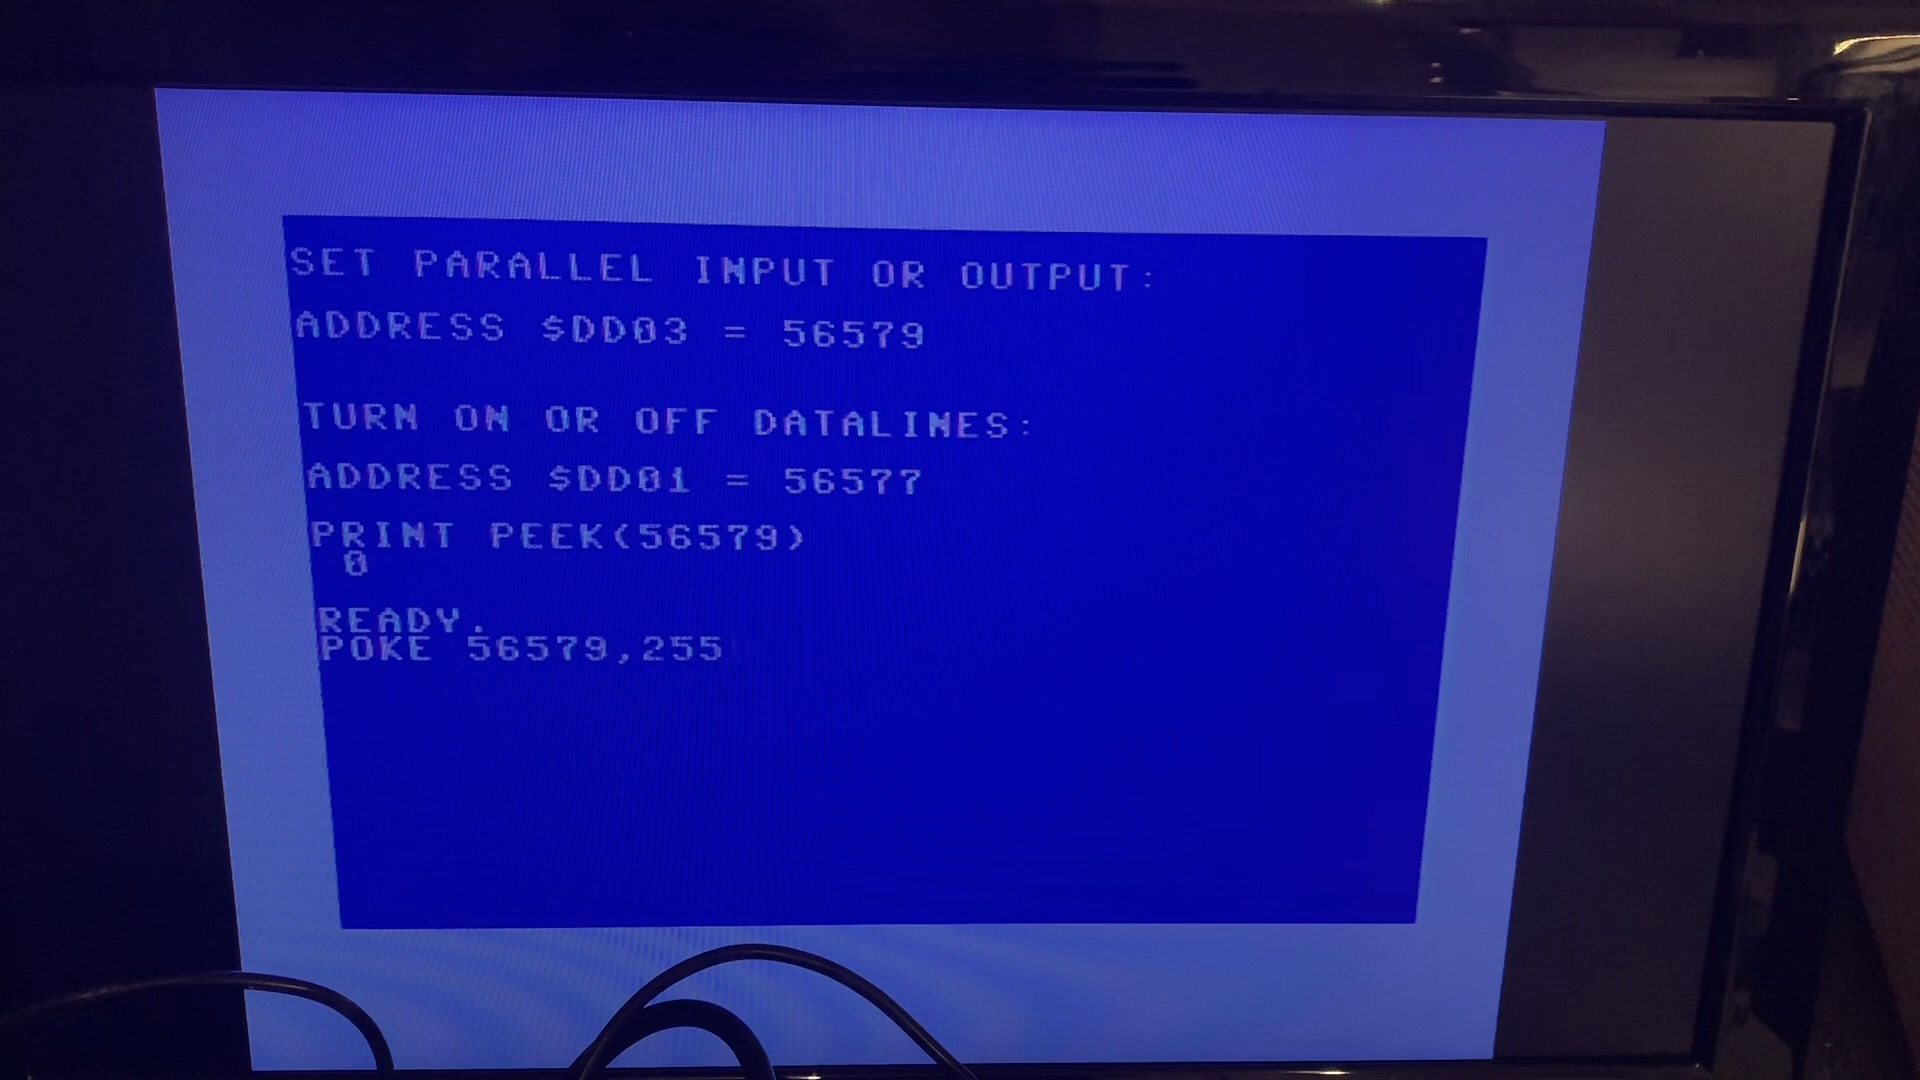 SET PARALLEL INPUT OR OUTPUT:
ADDRESS $DD03 = 56579
TURN ON OR OFF DATALINES:
ADDRESS $DD01 = 56577
PRINT PEEK(56579)
0
READY.
POKE 56579,255